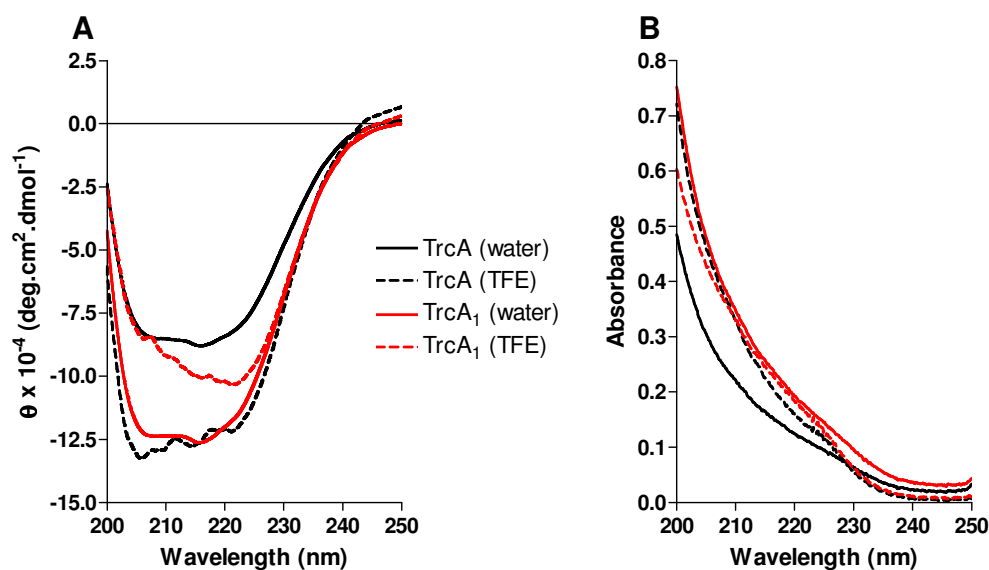 A
2.5
0.0
-2.5
-5.0
-7.5
-10.0
-12.5
-15.0
200 210 220 230 240 250
Wavelength (nm)
θ x 10⁻⁴ (deg.cm².dmol⁻¹)
TrcA (water)
TrcA (TFE)
TrcA₁ (water)
TrcA₁ (TFE)
B
0.8
0.7
0.6
0.5
0.4
0.3
0.2
0.1
0.0
200 210 220 230 240 250
Wavelength (nm)
Absorbance